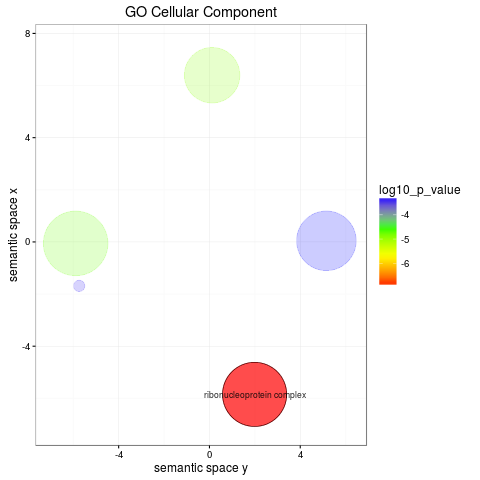 GO Cellular Component
8
4
0
-4
semantic space x
ribonucleoprotein complex
-4
0
4
semantic space y
log10_p_value
-4
-5
-6